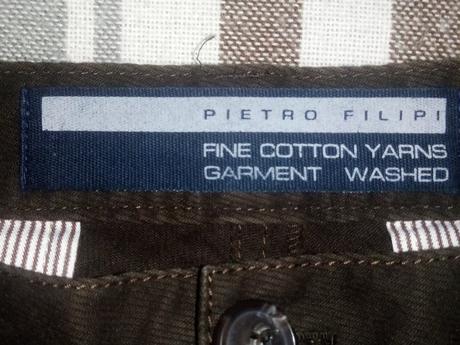 PIETRO FILIPI
FINE COTTON YARNS
GARMENT WASHED